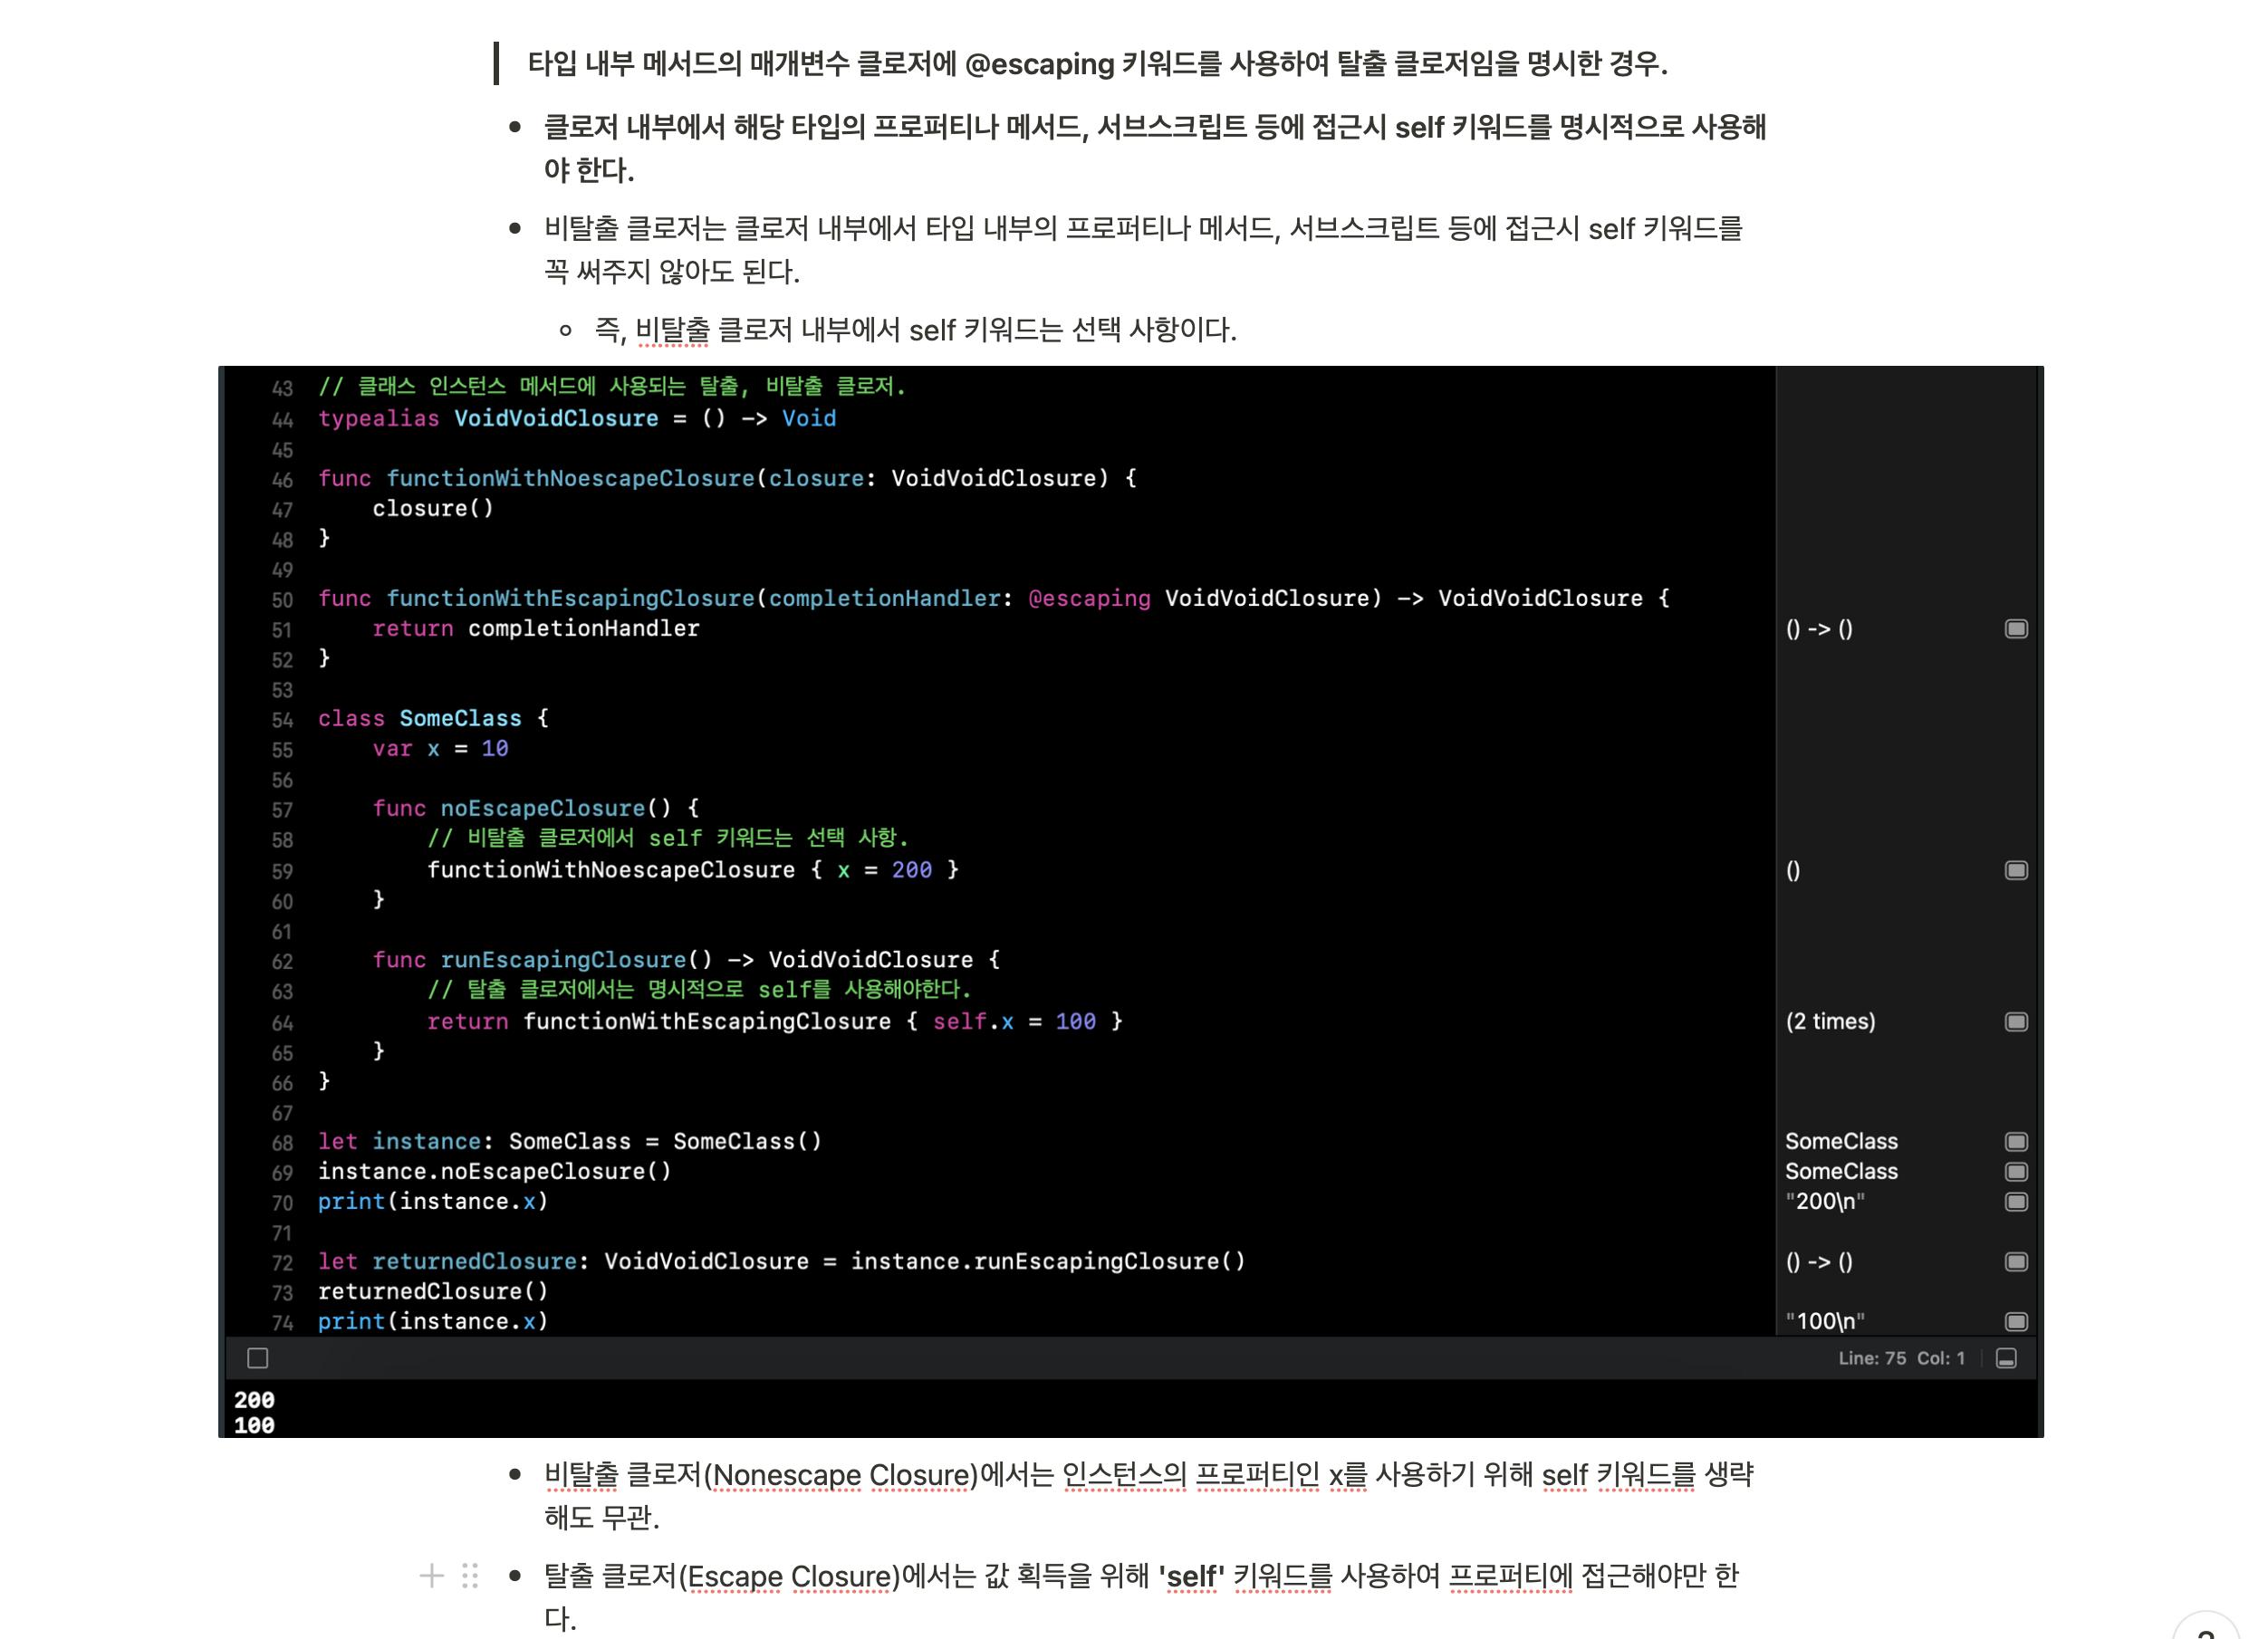 타입 내부 메서드의 매개변수 클로저에 @escaping 키워드를 사용하여 탈출 클로저임을 명시한 경우.
• 클로저 내부에서 해당 타입의 프로퍼티나 메서드, 서브스크립트 등에 접근시 self 키워드를 명시적으로 사용해
야 한다.
• 비탈출 클로저는 클로저 내부에서 타입 내부의 프로퍼티나 메서드, 서브스크립트 등에 접근시 self 키워드를
꼭 써주지 않아도 된다.
◦ 즉, 비탈출 클로저 내부에서 self 키워드는 선택 사항이다.
43 // 클래스 인스턴스 메서드에 사용되는 탈출, 비탈출 클로저.
44 typealias VoidVoidClosure = () -> Void
45
46 func functionWithNoescapeClosure(closure: VoidVoidClosure) {
47     closure()
48 }
49
50 func functionWithEscapingClosure(completionHandler: @escaping VoidVoidClosure) -> VoidVoidClosure {
51     return completionHandler () -> ()
52 }
53
54 class SomeClass {
55     var x = 10
56
57     func noEscapeClosure() {
58         // 비탈출 클로저에서 self 키워드는 선택 사항.
59         functionWithNoescapeClosure { x = 200 } ()
60     }
61
62     func runEscapingClosure() -> VoidVoidClosure {
63         // 탈출 클로저에서는 명시적으로 self를 사용해야한다.
64         return functionWithEscapingClosure { self.x = 100 } (2 times)
65     }
66 }
67
68 let instance: SomeClass = SomeClass() SomeClass
69 instance.noEscapeClosure() SomeClass
70 print(instance.x) "200\n"
71
72 let returnedClosure: VoidVoidClosure = instance.runEscapingClosure() () -> ()
73 returnedClosure()
74 print(instance.x) "100\n"
Line: 75 Col: 1
200
100
• 비탈출 클로저(Nonescape Closure)에서는 인스턴스의 프로퍼티인 x를 사용하기 위해 self 키워드를 생략
해도 무관.
• 탈출 클로저(Escape Closure)에서는 값 획득을 위해 'self' 키워드를 사용하여 프로퍼티에 접근해야만 한
다.